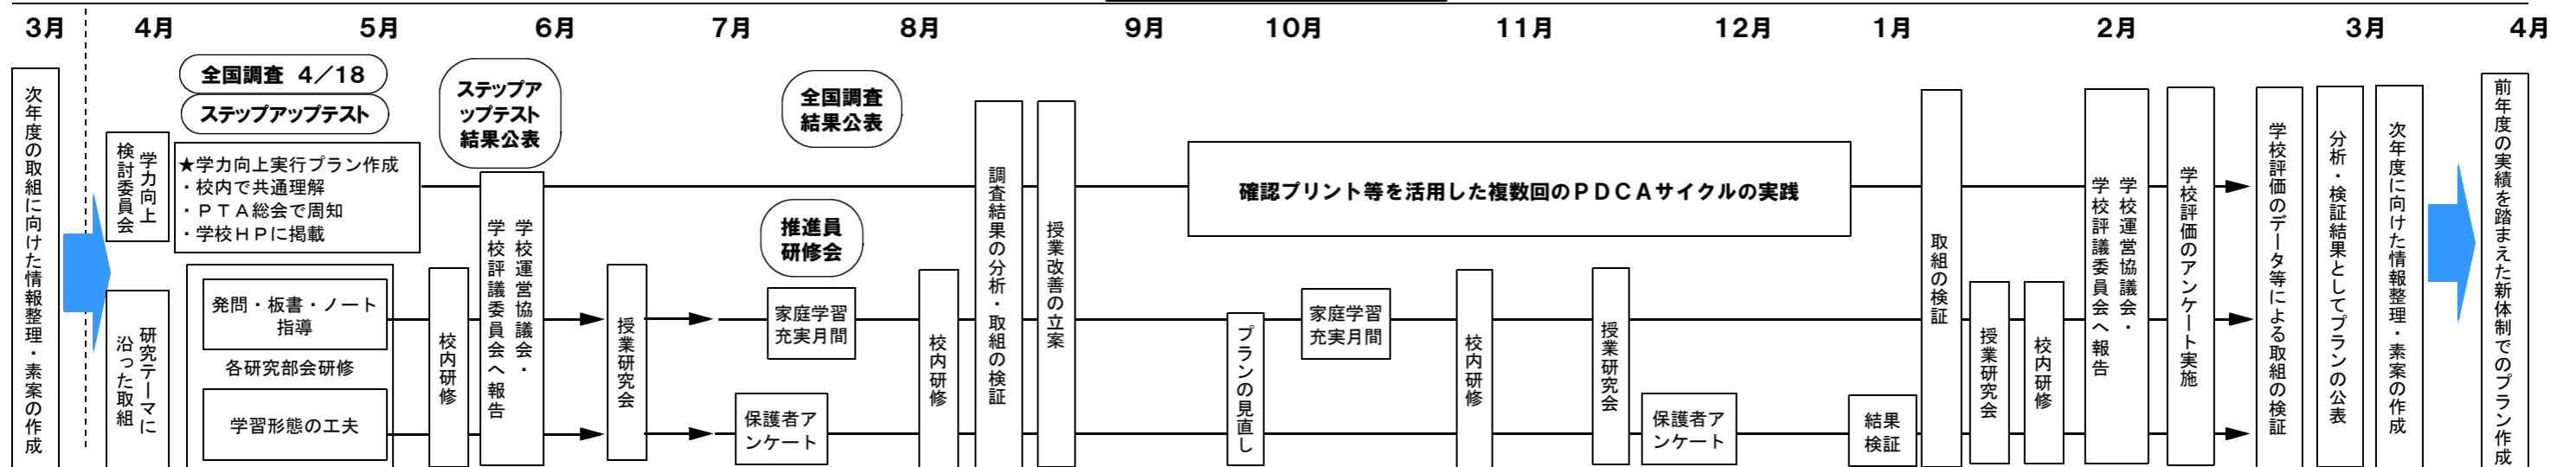 3月
4月
5月
6月
7月
8月
9月
10月
11月
12月
1月
2月
3月
4月
次年度の取組に向けた情報整理・素案の作成
学力向上
検討委員会
研究テーマに
沿った取組
全国調査 4／18
ステップアップテスト
★学力向上実行プラン作成
・校内で共通理解
・ＰＴＡ総会で周知
・学校ＨＰに掲載
発問・板書・ノート
指導
各研究部会研修
学習形態の工夫
校内研修
ステップア
ップテスト
結果公表
学校運営協議会・
学校評議委員会へ報告
授業研究会
全国調査
結果公表
推進員
研修会
家庭学習
充実月間
保護者ア
ンケート
校内研修
調査結果の分析・取組の検証
授業改善の立案
確認プリント等を活用した複数回のＰＤＣＡサイクルの実践
プランの見直し
家庭学習
充実月間
校内研修
授業研究会
保護者ア
ンケート
結果
検証
取組の検証
授業研究会
校内研修
学校運営協議会・
学校評議委員会へ報告
学校評価のアンケート実施
学校評価のデータ等による取組の検証
分析・検証結果としてプランの公表
次年度に向けた情報整理・素案の作成
前年度の実績を踏まえた新体制でのプラン作成